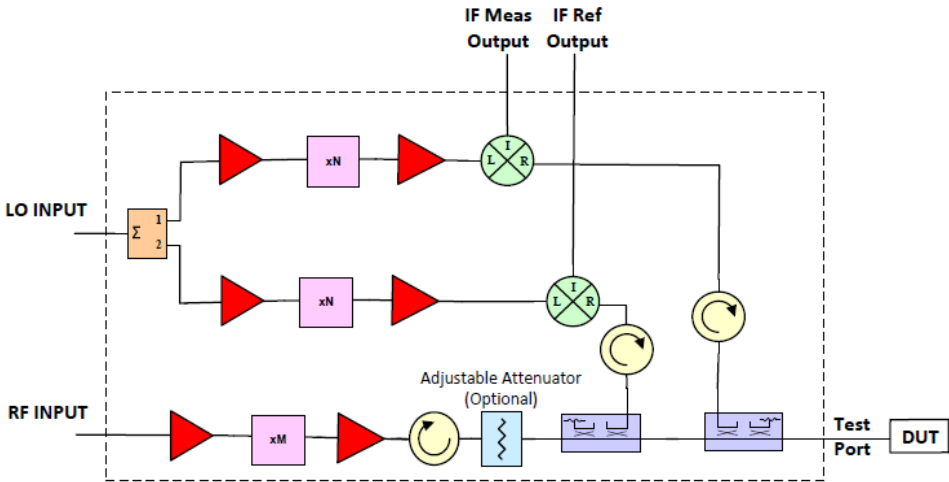 IF Meas Output
IF Ref Output
LO INPUT
Σ
1
2
xN
L
I
R
xN
L
I
R
Adjustable Attenuator
(Optional)
RF INPUT
xM
Test
Port
DUT